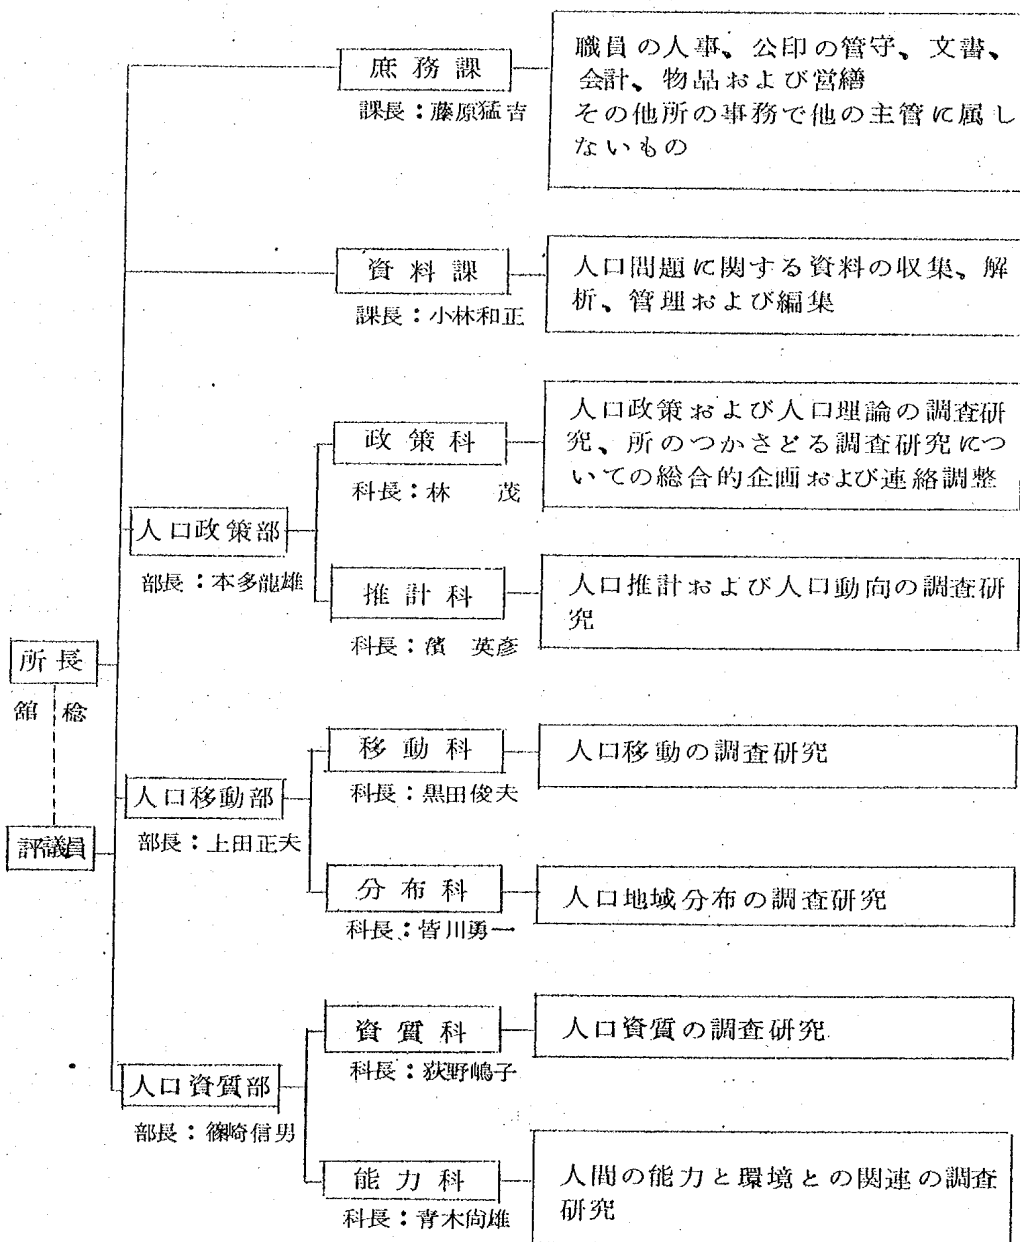 庶務課
課長：藤原猛吉
職員の人事、公印の管守、文書、
会計、物品および営繕
その他所の事務で他の主管に属し
ないもの
資料課
課長：小林和正
人口問題に関する資料の収集、解
析、管理および編集
人口政策部
部長：本多龍雄
政策科
科長：林　茂
人口政策および人口理論の調査研
究、所のつかさどる調査研究につ
いての総合的企画および連絡調整
推計科
科長：濱　英彦
人口推計および人口動向の調査研
究
所長
舘　稔
評議員
人口移動部
部長：上田正夫
移動科
科長：黒田俊夫
人口移動の調査研究
分布科
科長：皆川勇一
人口地域分布の調査研究
人口資質部
部長：篠崎信男
資質科
科長：荻野嶋子
人口資質の調査研究
能力科
科長：青木尚雄
人間の能力と環境との関連の調査
研究